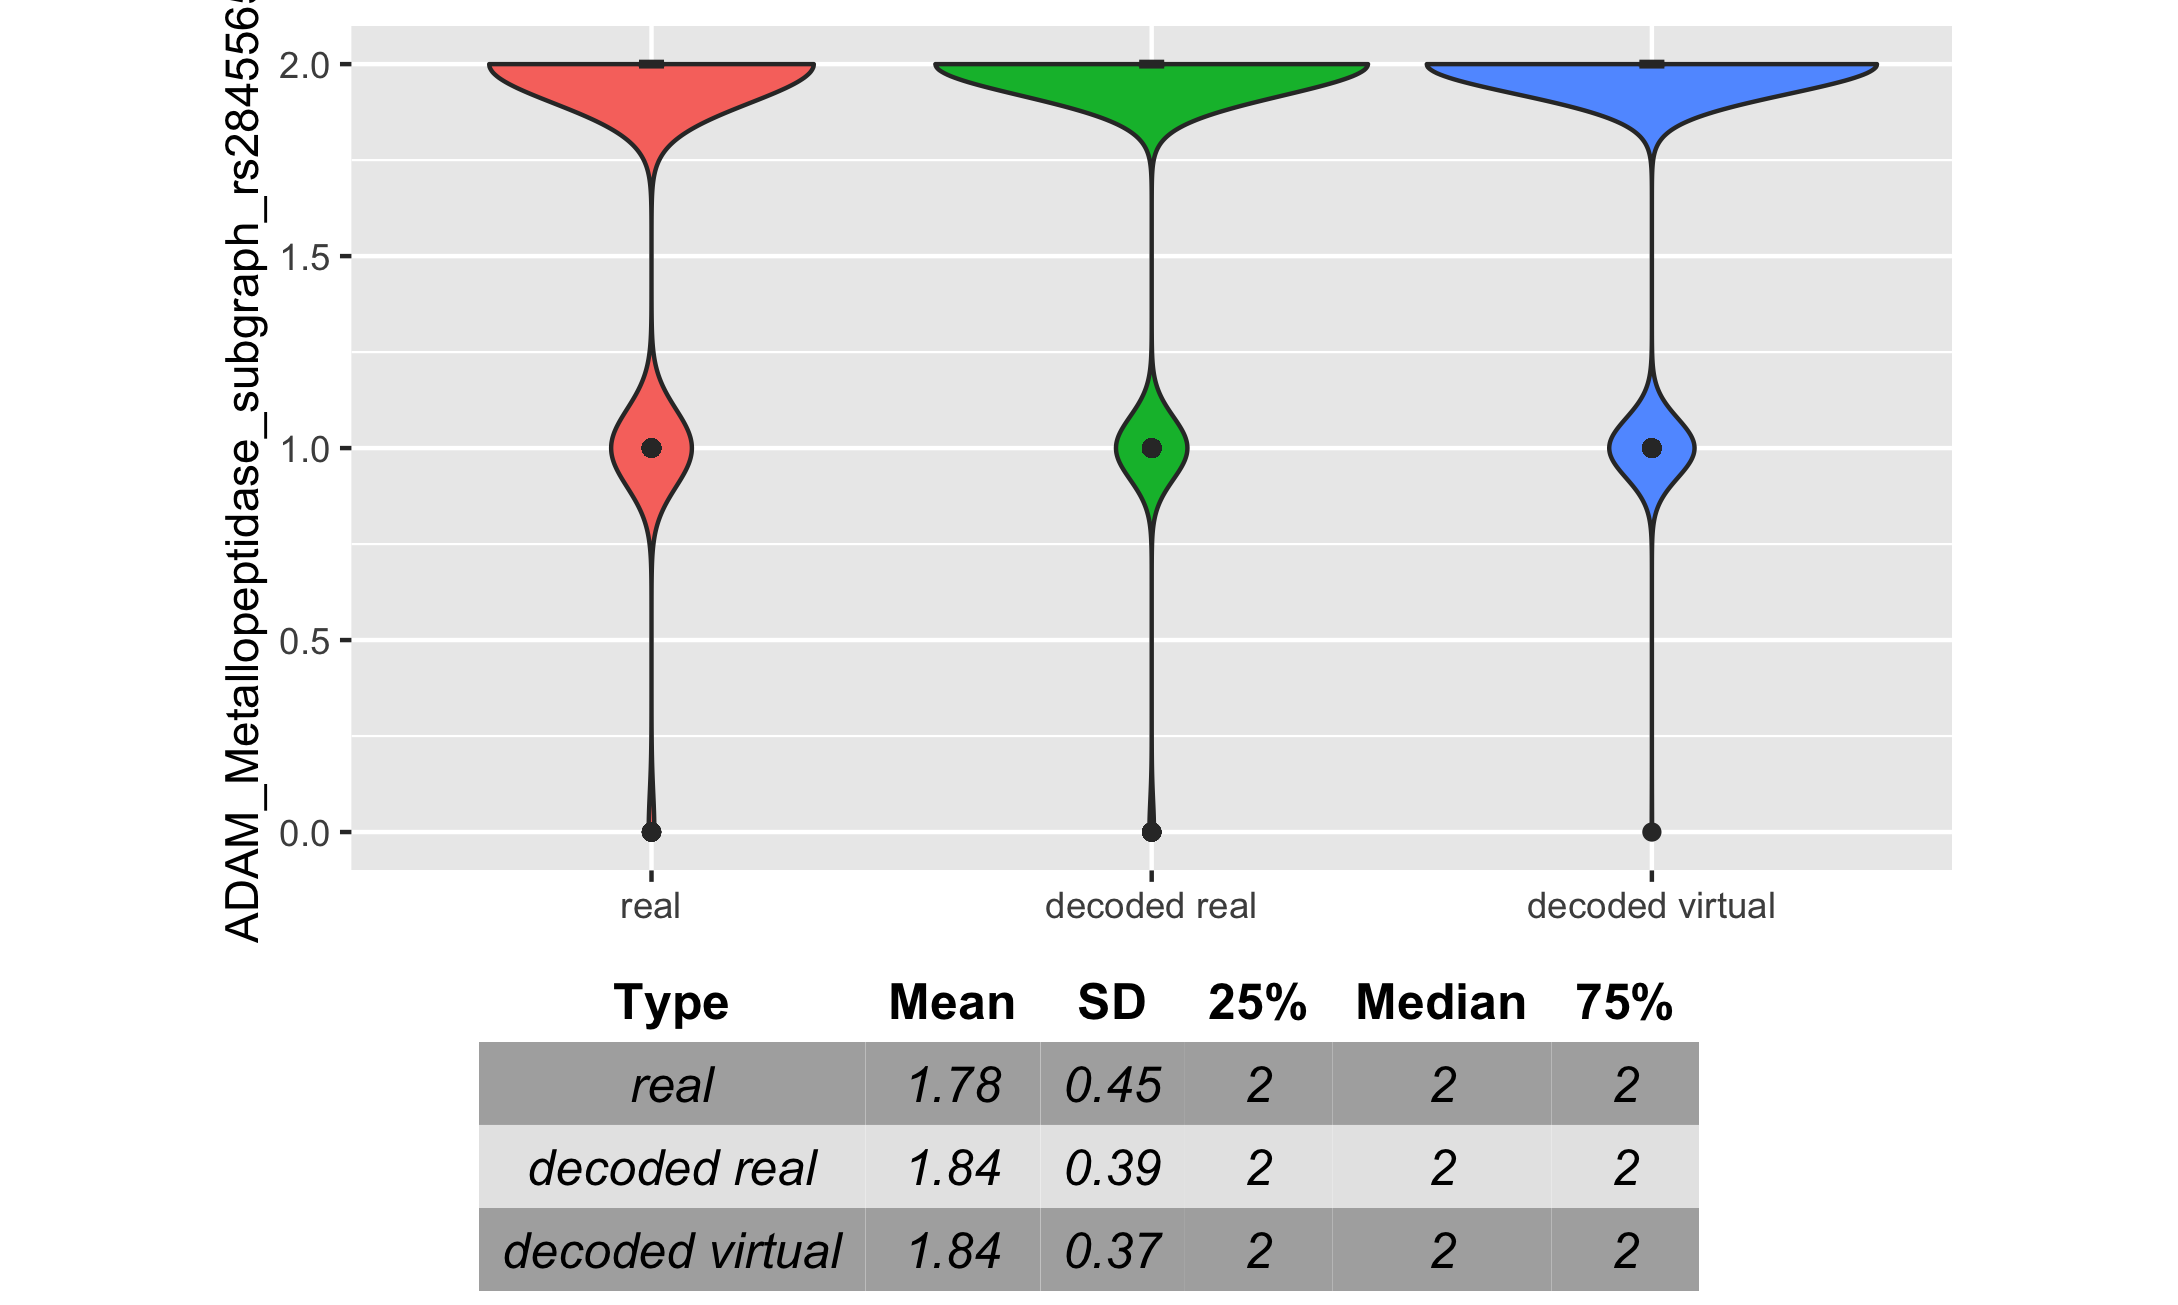 ADAM_Metallopeptidase_subgraph_rs284556
2.0
1.5
1.0
0.5
0.0
real decoded real decoded virtual
Type Mean SD 25% Median 75%
real 1.78 0.45 2 2 2
decoded real 1.84 0.39 2 2 2
decoded virtual 1.84 0.37 2 2 2